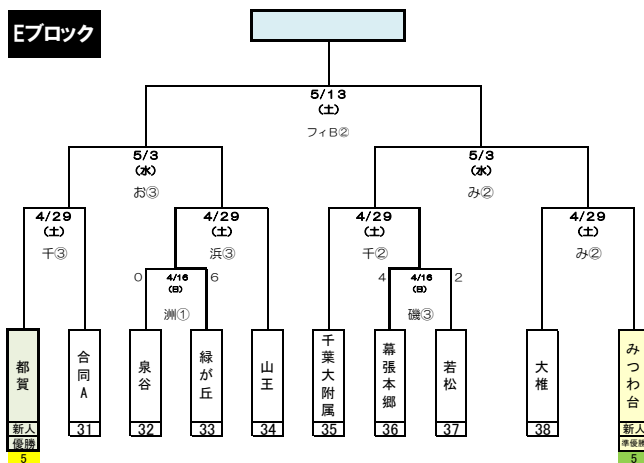 Eブロック
5/13
(土)
フィB②
5/3
(水)
お③
5/3
(水)
み②
4/29
(土)
千③
4/29
(土)
浜③
4/29
(土)
千②
4/29
(土)
み②
0
4/16
(日)
6
洲①
4
4/16
(日)
2
磯③
都賀
合同A
泉谷
緑が丘
山王
千葉大附属
幕張本郷
若松
大椎
みつわ台
新人
31
32
33
34
35
36
37
38
新人
優勝
準優勝
5
5